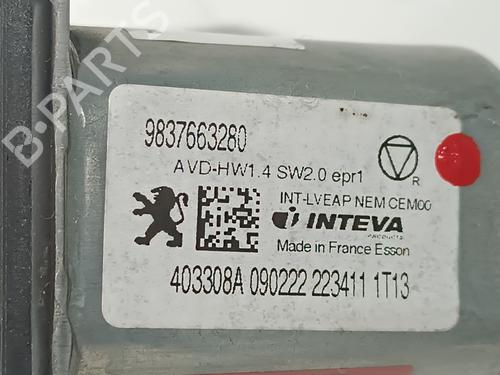 B-PARTS
9837663280
AVD-HW1.4 SW2.0 epr1
R
INT-LVEAP NEM CEM00
INTEVA
PRODUCTS
Made in France Esson
403308A 090222 223411 1T13